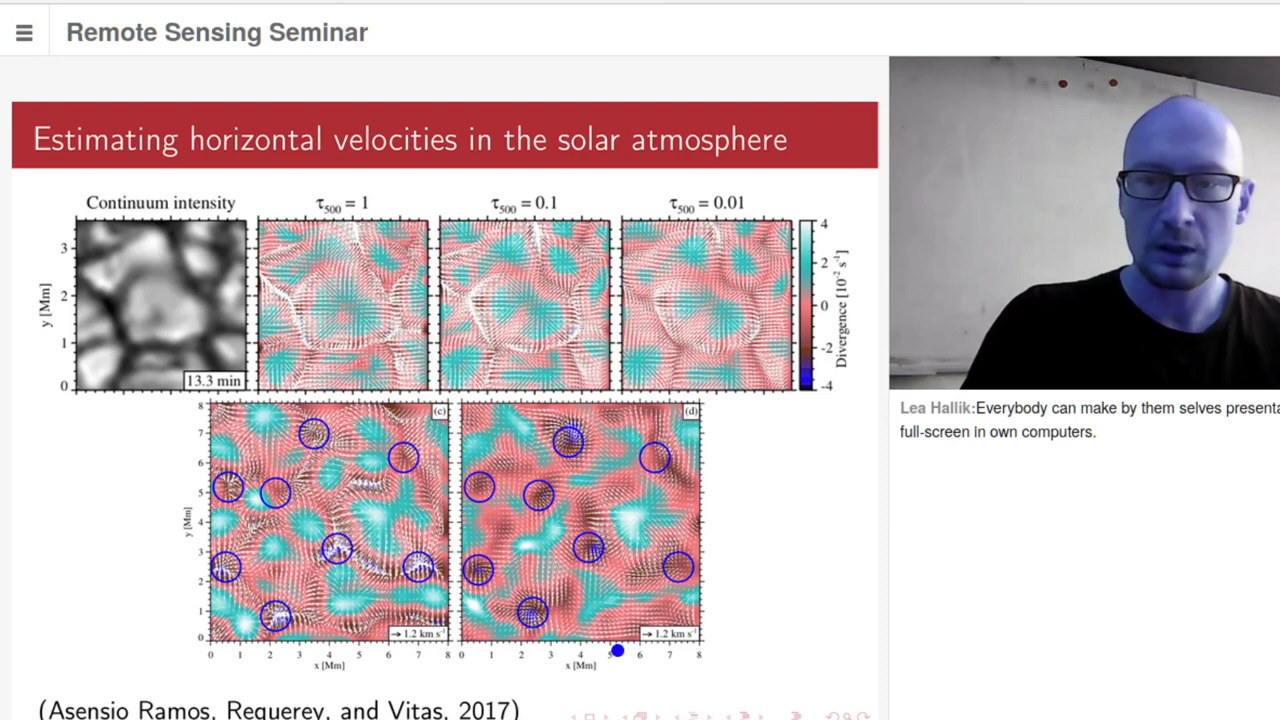 Remote Sensing Seminar
Estimating horizontal velocities in the solar atmosphere
Continuum intensity
τ500 = 1
τ500 = 0.1
τ500 = 0.01
y [Mm]
3
2
1
0
13.3 min
4
2
0
-2
-4
Divergence [10⁻² s⁻¹]
(c)
(d)
y [Mm]
8
7
6
5
4
3
2
1
0
→ 1.2 km s⁻¹
→ 1.2 km s⁻¹
0 1 2 3 4 5 6 7 8
0 1 2 3 4 5 6 7 8
x [Mm]
x [Mm]
(Asensio Ramos, Requerey, and Vitas, 2017)
Lea Hallik:Everybody can make by them selves presenta
full-screen in own computers.